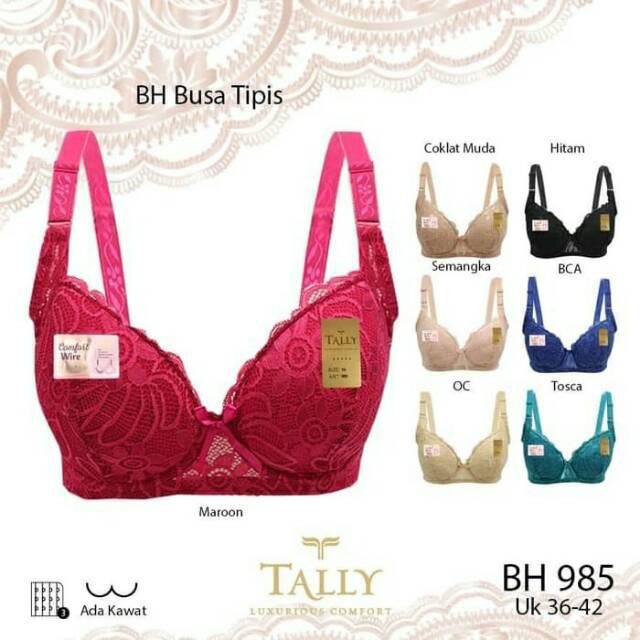 BH Busa Tipis
Coklat Muda
Hitam
Semangka
BCA
OC
Tosca
Comfort
Wire
TALLY
Maroon
3
Ada Kawat
TALLY
LUXURIOUS COMFORT
BH 985
Uk 36-42